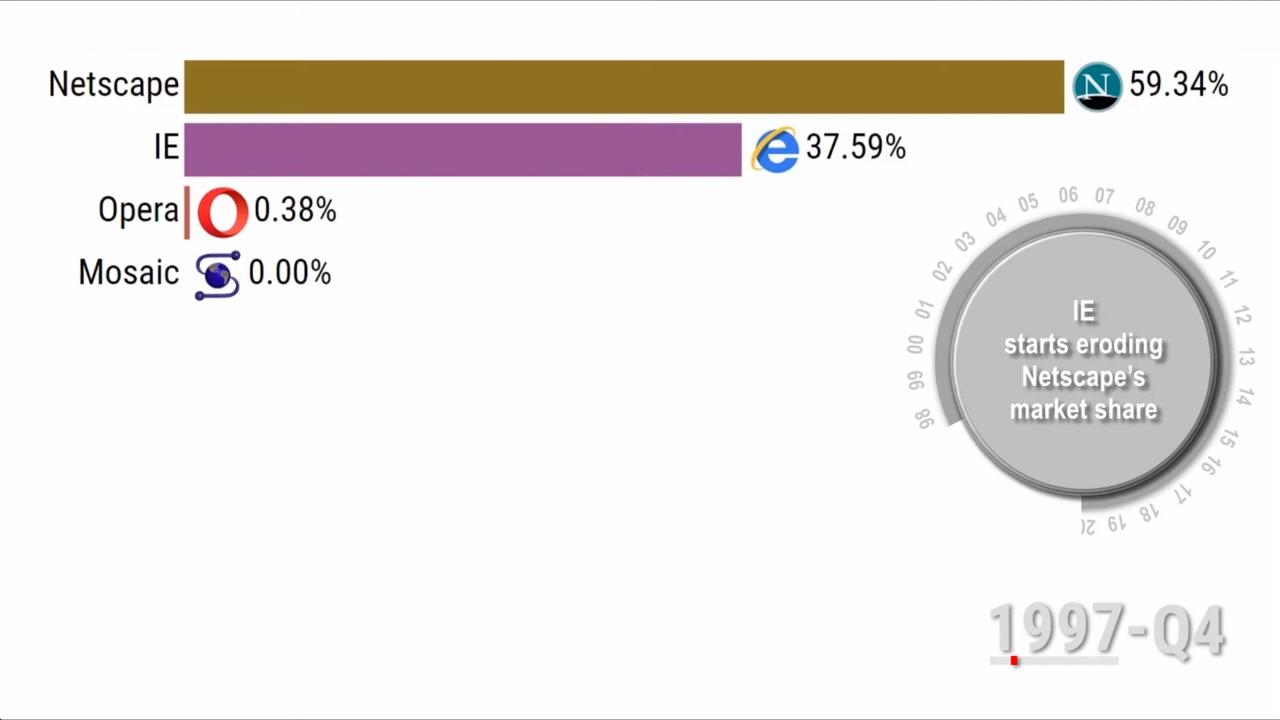 Netscape N 59.34%
IE e 37.59%
Opera 0.38%
Mosaic 0.00%
98 99 00 01 02 03 04 05 06 07 08 09 10 11 12 13 14 15 16 17 18 19 20
IE
starts eroding
Netscape’s
market share
1997-Q4